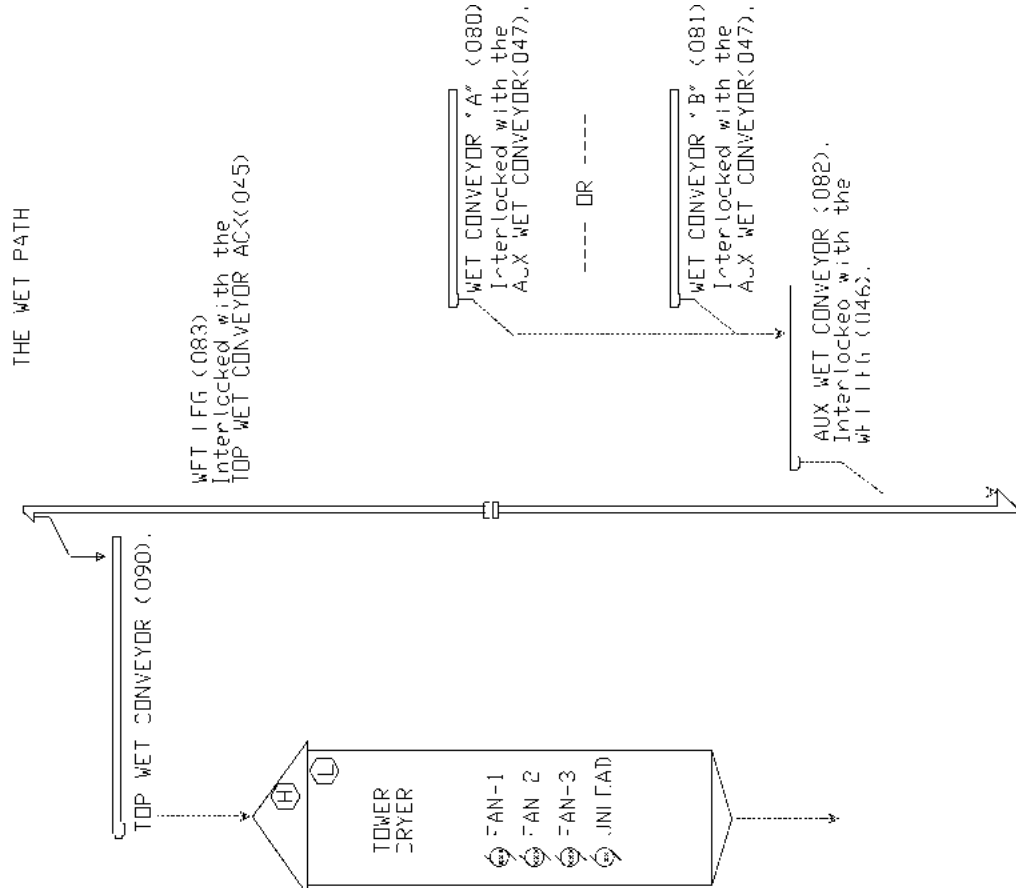 THE WET PATH
WET LEG (083)
Interlocked with the
TOP WET CONVEYOR ACK(045)
TOP WET CONVEYOR (090).
WET CONVEYOR "A" (080)
Interlocked with the
AUX WET CONVEYOR(047).
----- OR -----
WET CONVEYOR "B" (081)
Interlocked with the
AUX WET CONVEYOR(047).
AUX WET CONVEYOR (082).
Interlocked with the
WET LEG (046).
H
L
TOWER
DRYER
FAN-1
FAN 2
FAN-3
UNLOAD